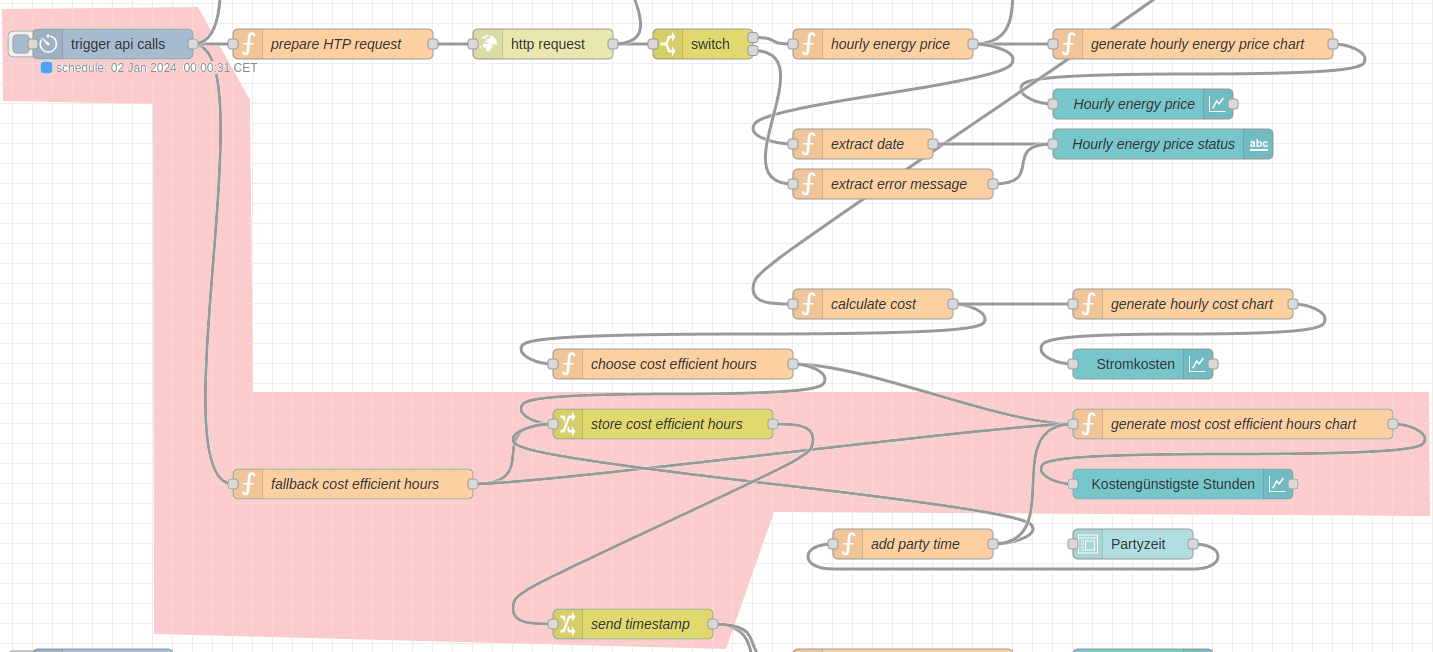 trigger api calls
prepare HTP request
http request
switch
hourly energy price
generate hourly energy price chart
schedule: 02 Jan 2024, 00:00:31 CET
Hourly energy price
extract date
Hourly energy price status
abc
extract error message
calculate cost
generate hourly cost chart
choose cost efficient hours
Stromkosten
store cost efficient hours
generate most cost efficient hours chart
fallback cost efficient hours
Kostengünstigste Stunden
add party time
Partyzeit
send timestamp